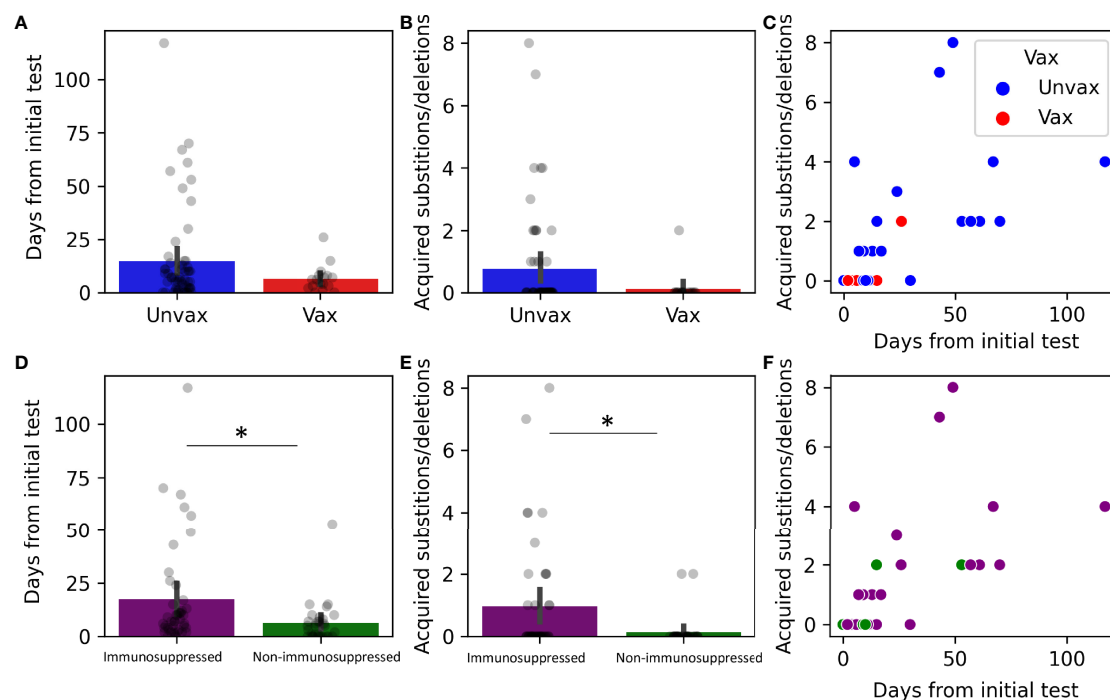 A
Days from initial test
100
75
50
25
0
Unvax
Vax
B
Acquired substitions/deletions
8
6
4
2
0
Unvax
Vax
C
Acquired substitions/deletions
8
6
4
2
0
Vax
Unvax
Vax
0
50
100
Days from initial test
D
Days from initial test
100
75
50
25
0
*
Immunosuppressed
Non-immunosuppressed
E
Acquired substitions/deletions
8
6
4
2
0
*
Immunosuppressed
Non-immunosuppressed
F
Acquired substitions/deletions
8
6
4
2
0
0
50
100
Days from initial test